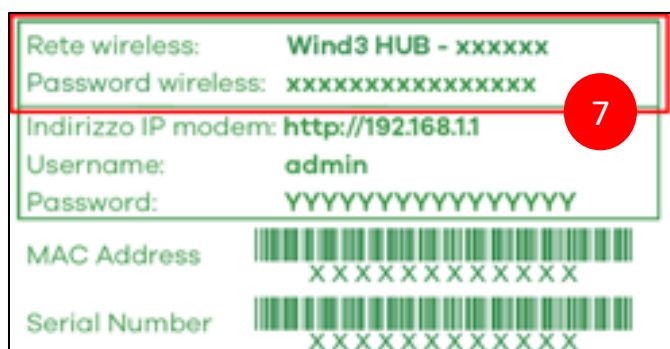 Rete wireless: Wind3 HUB - xxxxxx
Password wireless: xxxxxxxxxxxxxxxx
7
Indirizzo IP modem: http://192.168.1.1
Username: admin
Password: YYYYYYYYYYYYYYYY
MAC Address
XXXXXXXXXXXX
Serial Number
XXXXXXXXXXXX